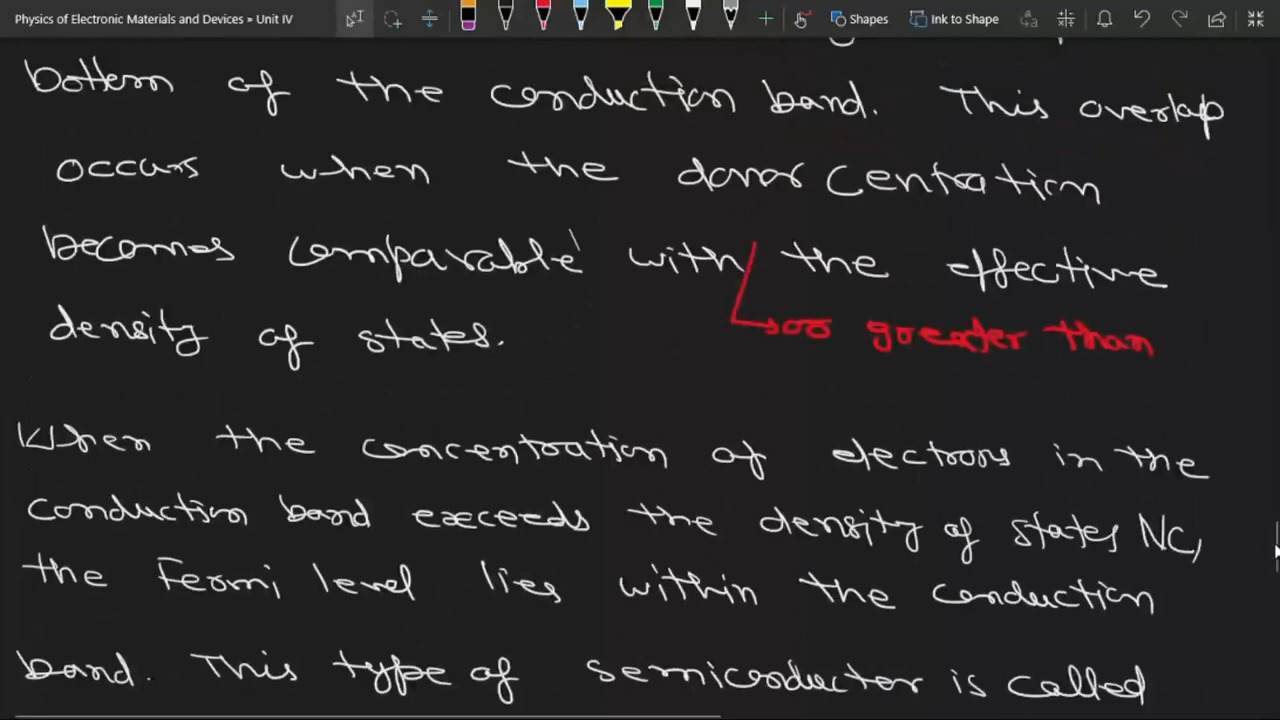 Physics of Electronic Materials and Devices » Unit IV
Shapes
Ink to Shape
bottom of the conduction band. This overlap
occurs when the donor centration
becomes comparable with the effective
or greater than
density of states.
When the concentration of electrons in the
conduction band exceeds the density of states NC,
the Fermi level lies within the conduction
band. This type of semiconductor is called